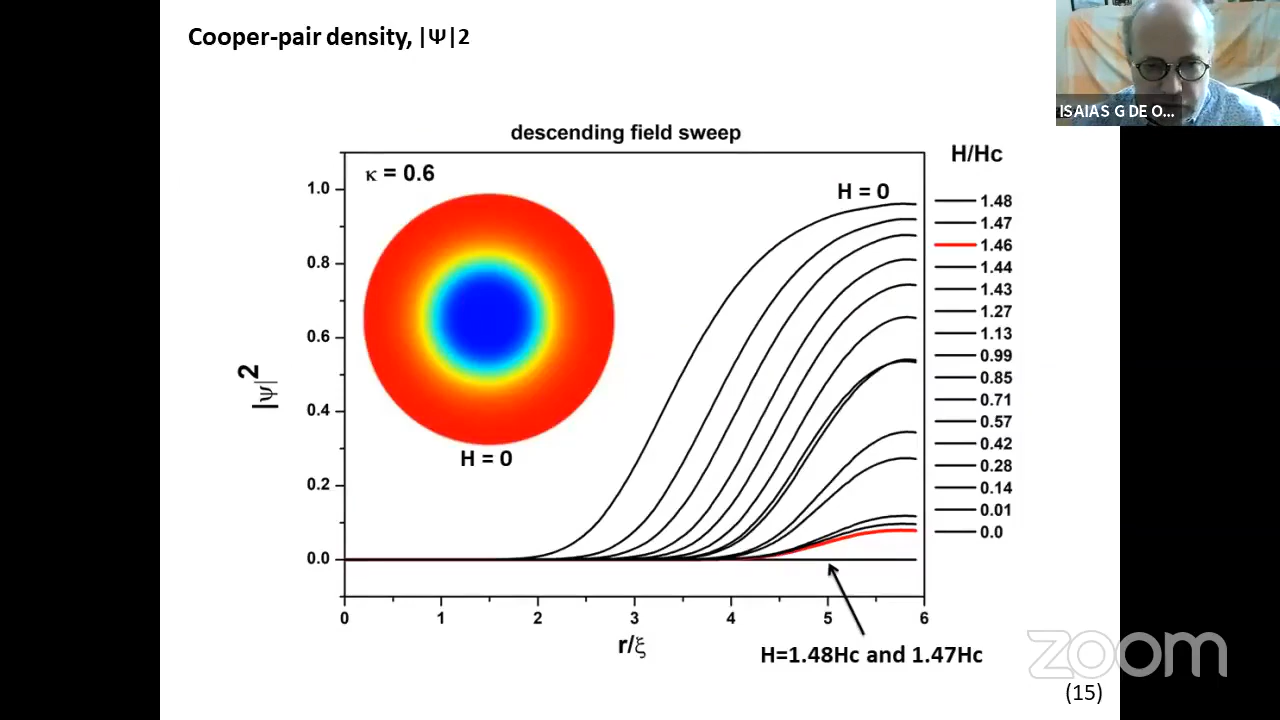 Cooper-pair density, |Ψ|2
ISAIAS G DE O...
descending field sweep
H/Hc
κ = 0.6
H = 0
H = 0
1.0
0.8
0.6
0.4
0.2
0.0
|ψ|2
0 1 2 3 4 5 6
r/ξ
1.48
1.47
1.46
1.44
1.43
1.27
1.13
0.99
0.85
0.71
0.57
0.42
0.28
0.14
0.01
0.0
H=1.48Hc and 1.47Hc
zoom
(15)